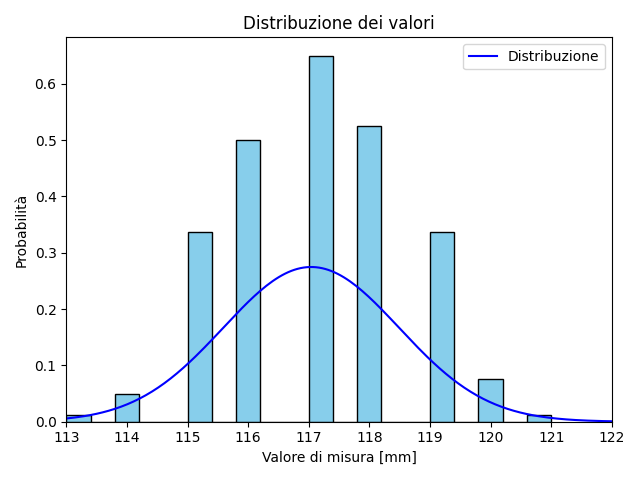 Distribuzione dei valori
Distribuzione
Probabilità
0.6
0.5
0.4
0.3
0.2
0.1
0.0
113 114 115 116 117 118 119 120 121 122
Valore di misura [mm]